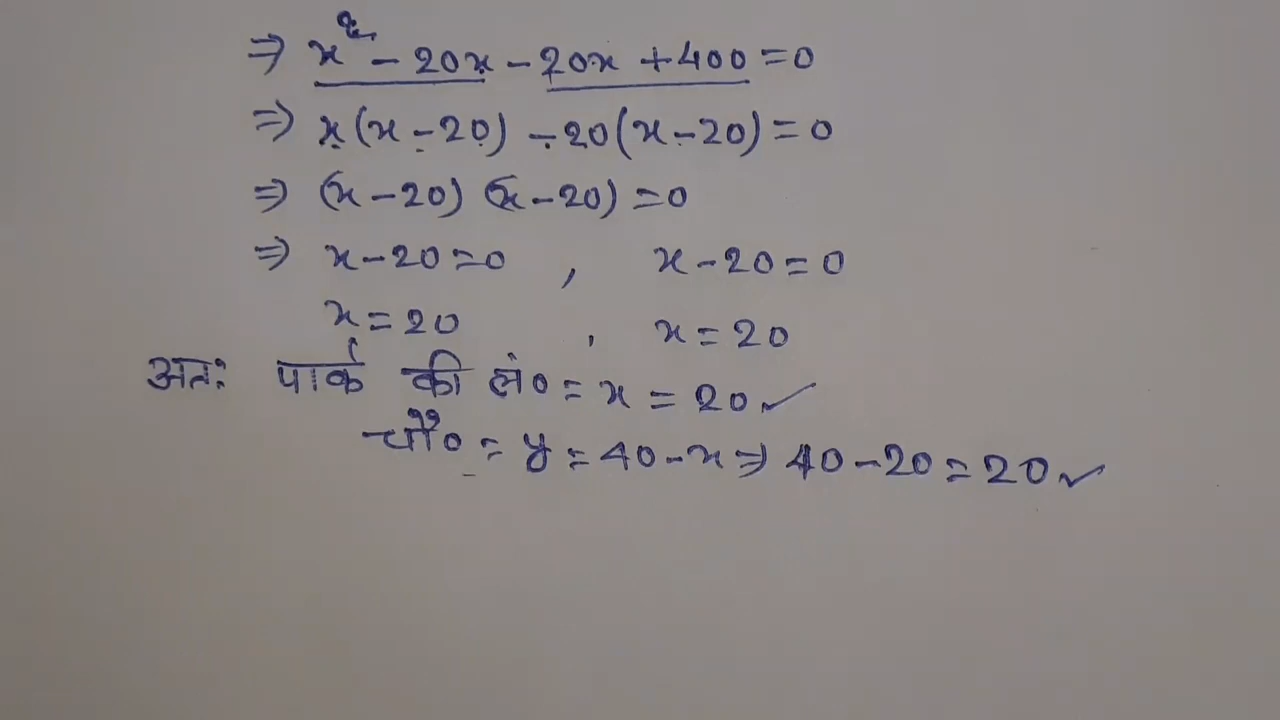 ⇒ x² - 20x - 20x + 400 = 0
⇒ x(x - 20) - 20(x - 20) = 0
⇒ (x - 20) (x - 20) = 0
⇒ x - 20 = 0 , x - 20 = 0
x = 20 , x = 20
अतः पार्क की लं० = x = 20 ✓
चौ० = y = 40 - x ⇒ 40 - 20 = 20 ✓